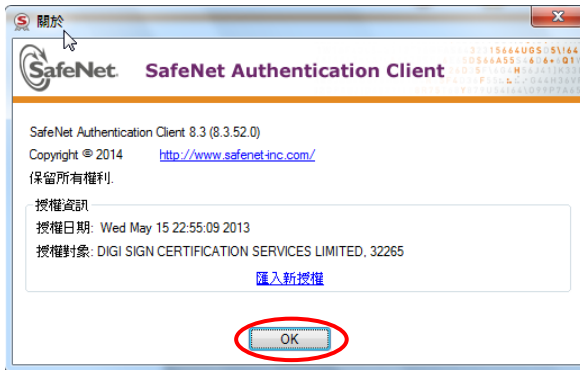 關於
SafeNet. SafeNet Authentication Client
SafeNet Authentication Client 8.3 (8.3.52.0)
Copyright © 2014 http://www.safenet-inc.com/
保留所有權利.
授權資訊
授權日期: Wed May 15 22:55:09 2013
授權對象: DIGI SIGN CERTIFICATION SERVICES LIMITED, 32265
匯入新授權
OK